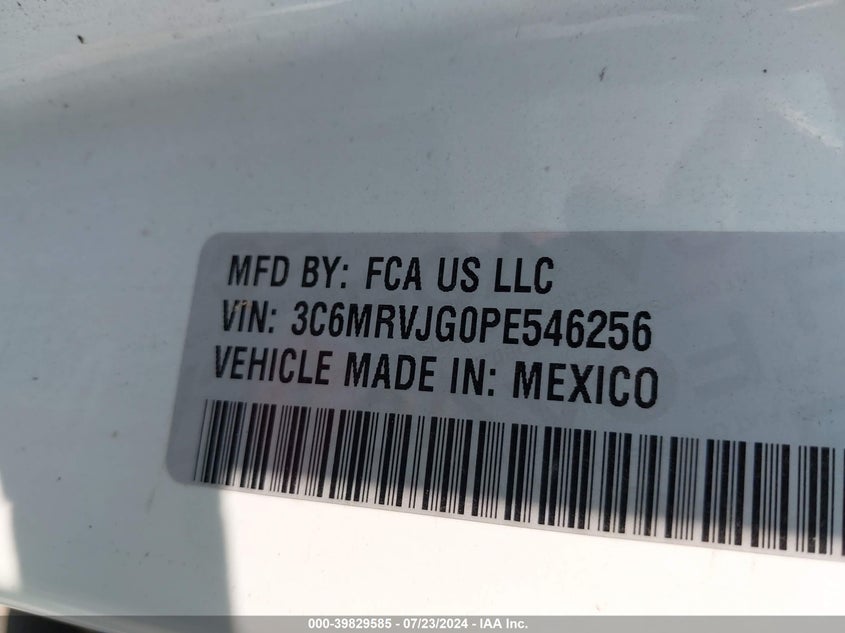 MFD BY: FCA US LLC
VIN: 3C6MRVJG0PE546256
VEHICLE MADE IN: MEXICO
000-39829585 - 07/23/2024 - IAA Inc.